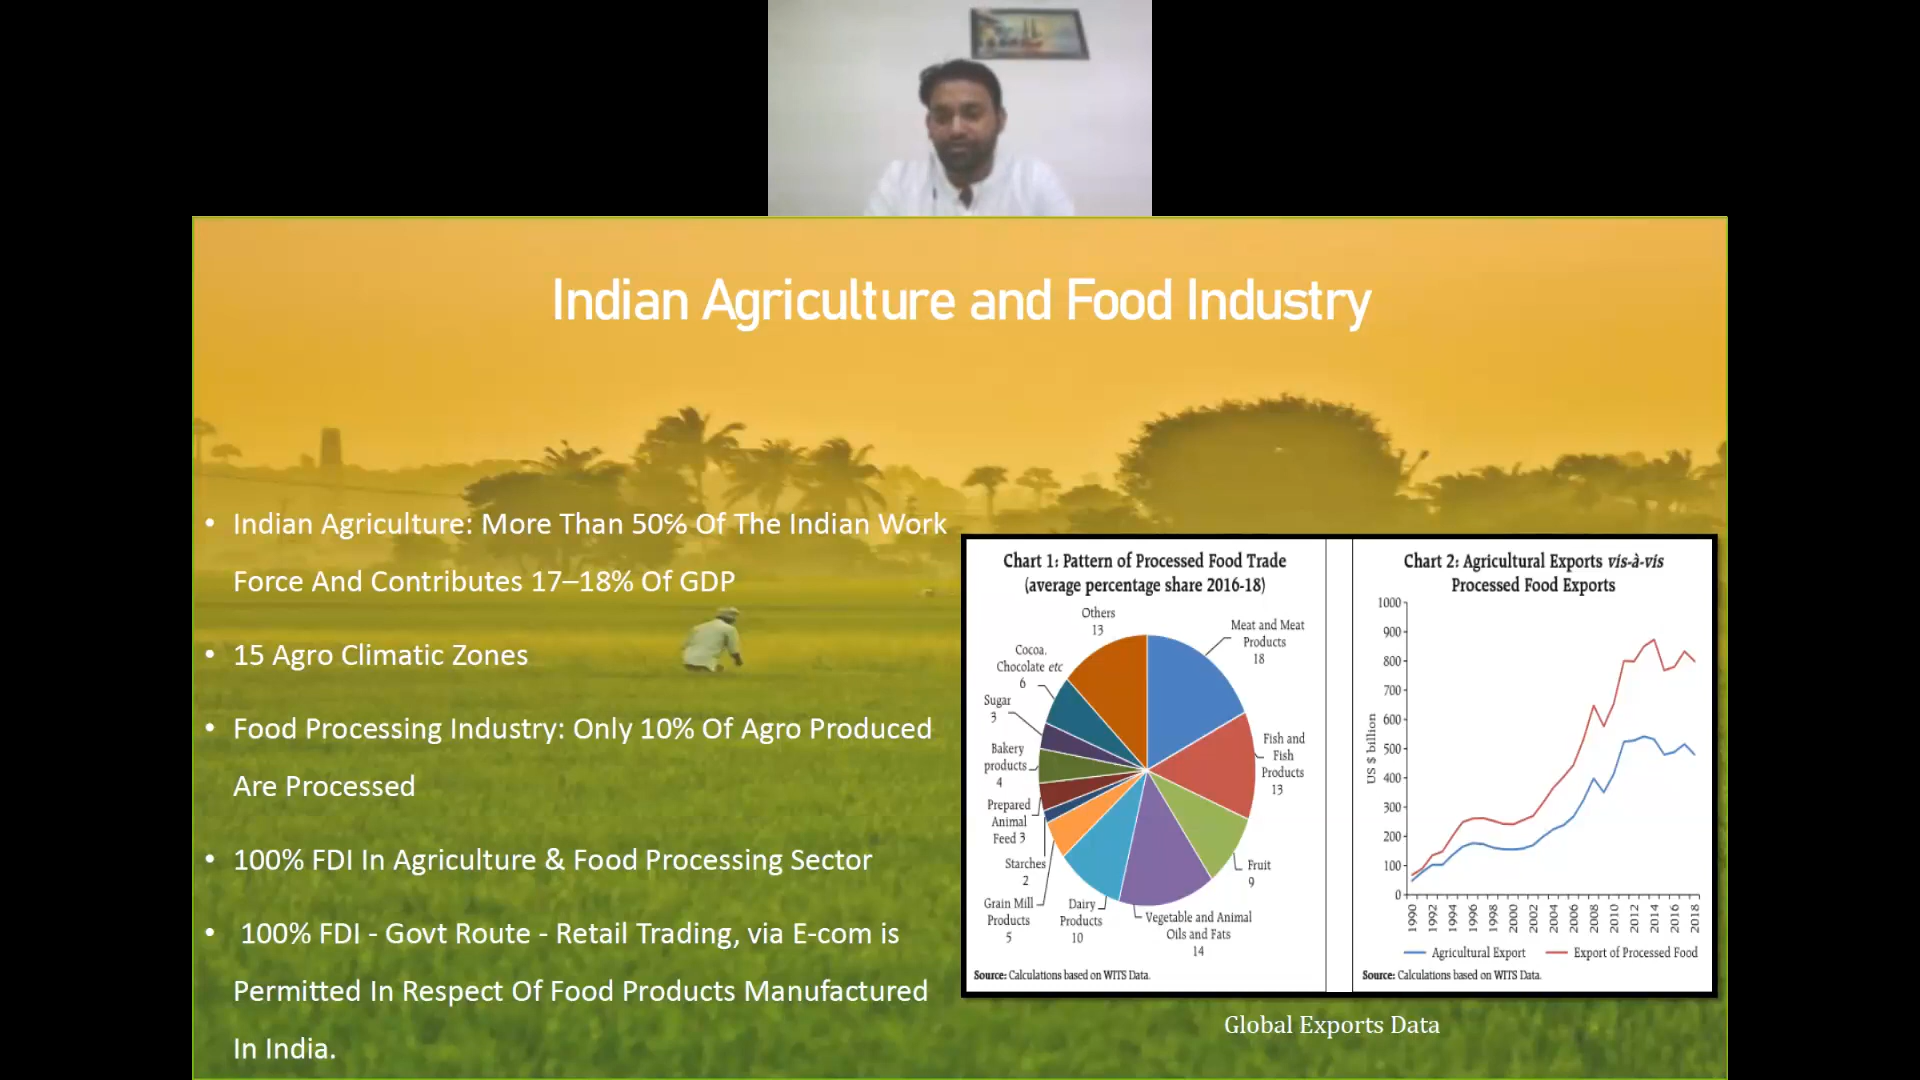 Indian Agriculture and Food Industry
• Indian Agriculture: More Than 50% Of The Indian Work
Force And Contributes 17–18% Of GDP
• 15 Agro Climatic Zones
• Food Processing Industry: Only 10% Of Agro Produced
Are Processed
• 100% FDI In Agriculture & Food Processing Sector
• 100% FDI - Govt Route - Retail Trading, via E-com is
Permitted In Respect Of Food Products Manufactured
In India.
Chart 1: Pattern of Processed Food Trade
(average percentage share 2016-18)
Others
13
Meat and Meat
Products
18
Cocoa.
Chocolate etc
6
Sugar
3
Fish and
Fish
Products
13
Bakery
products
4
Prepared
Animal
Feed 3
Starches
2
Fruit
9
Grain Mill
Products
5
Dairy
Products
10
Vegetable and Animal
Oils and Fats
14
Source: Calculations based on WITS Data.
Chart 2: Agricultural Exports vis-à-vis
Processed Food Exports
US $ billion
1000
900
800
700
600
500
400
300
200
100
0
1990
1992
1994
1996
1998
2000
2002
2004
2006
2008
2010
2012
2014
2016
2018
Agricultural Export
Export of Processed Food
Source: Calculations based on WITS Data.
Global Exports Data